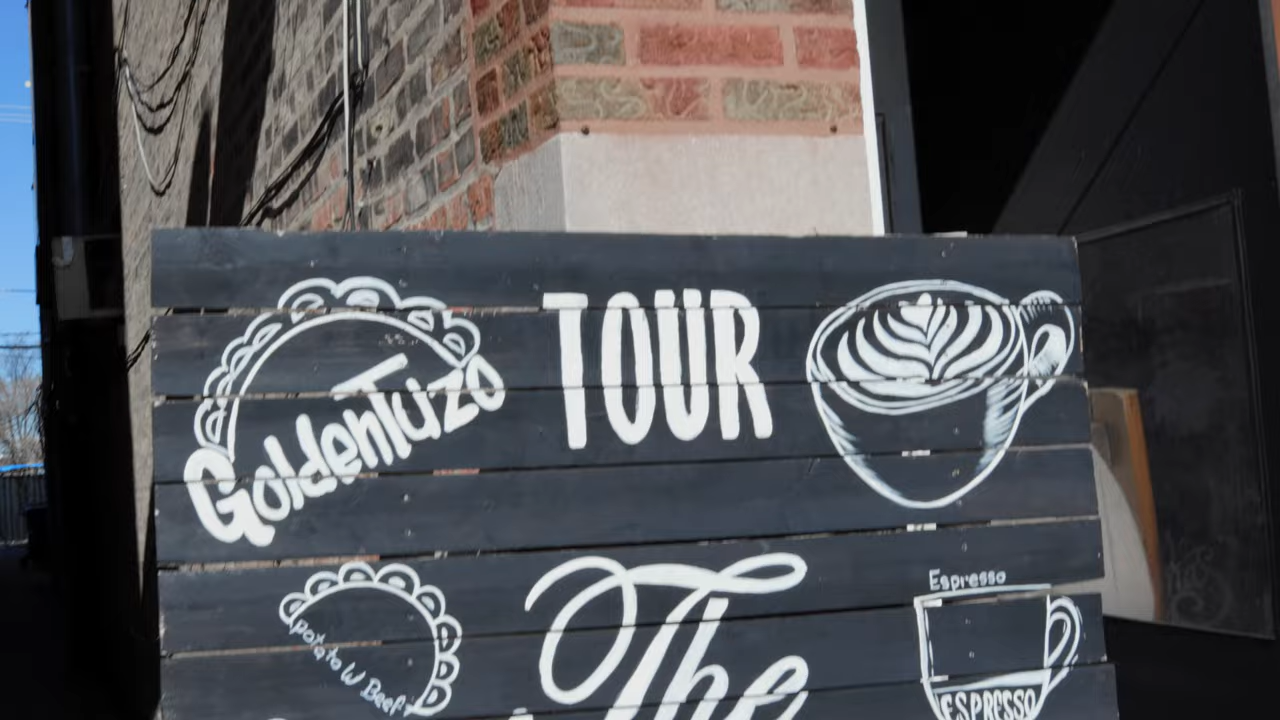 TOUR
GoldenTuzo
The
Espresso
potato W Beef
ESPRESSO